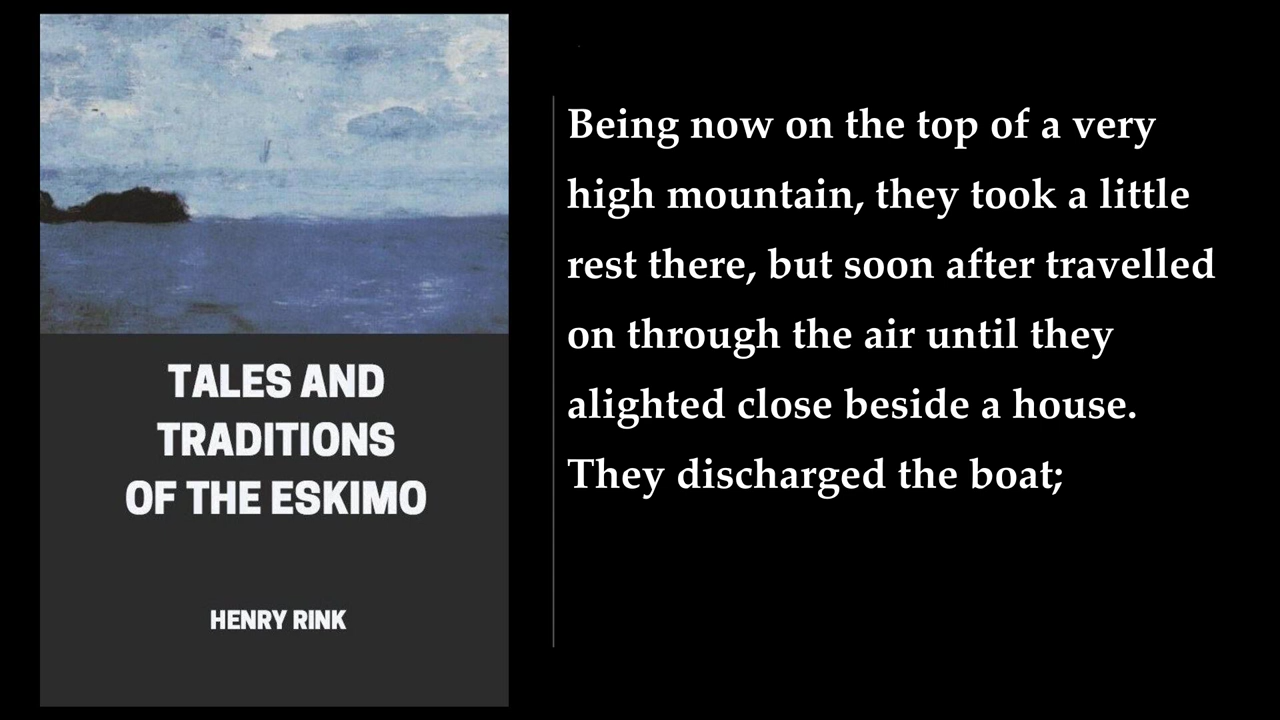 TALES AND
TRADITIONS
OF THE ESKIMO
HENRY RINK
Being now on the top of a very
high mountain, they took a little
rest there, but soon after travelled
on through the air until they
alighted close beside a house.
They discharged the boat;